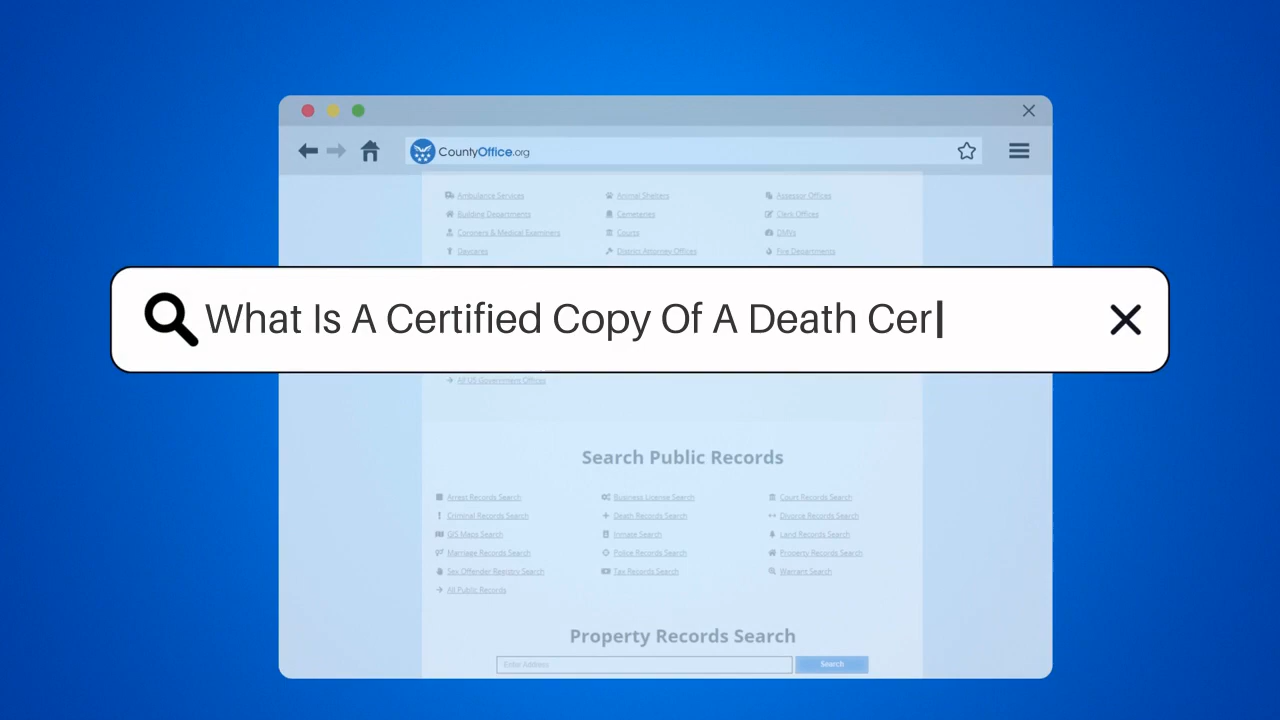 CountyOffice.org
Ambulance Services Animal Shelters Assessor Offices
Building Departments Cemeteries Clerk Offices
Coroners & Medical Examiners Courts DMVs
Daycares District Attorney Offices Fire Departments
What Is A Certified Copy Of A Death Cer
All US Government Offices
Search Public Records
Arrest Records Search Business License Search Court Records Search
Criminal Records Search Death Records Search Divorce Records Search
GIS Maps Search Inmate Search Land Records Search
Marriage Records Search Police Records Search Property Records Search
Sex Offender Registry Search Tax Records Search Warrant Search
All Public Records
Property Records Search
Enter Address Search